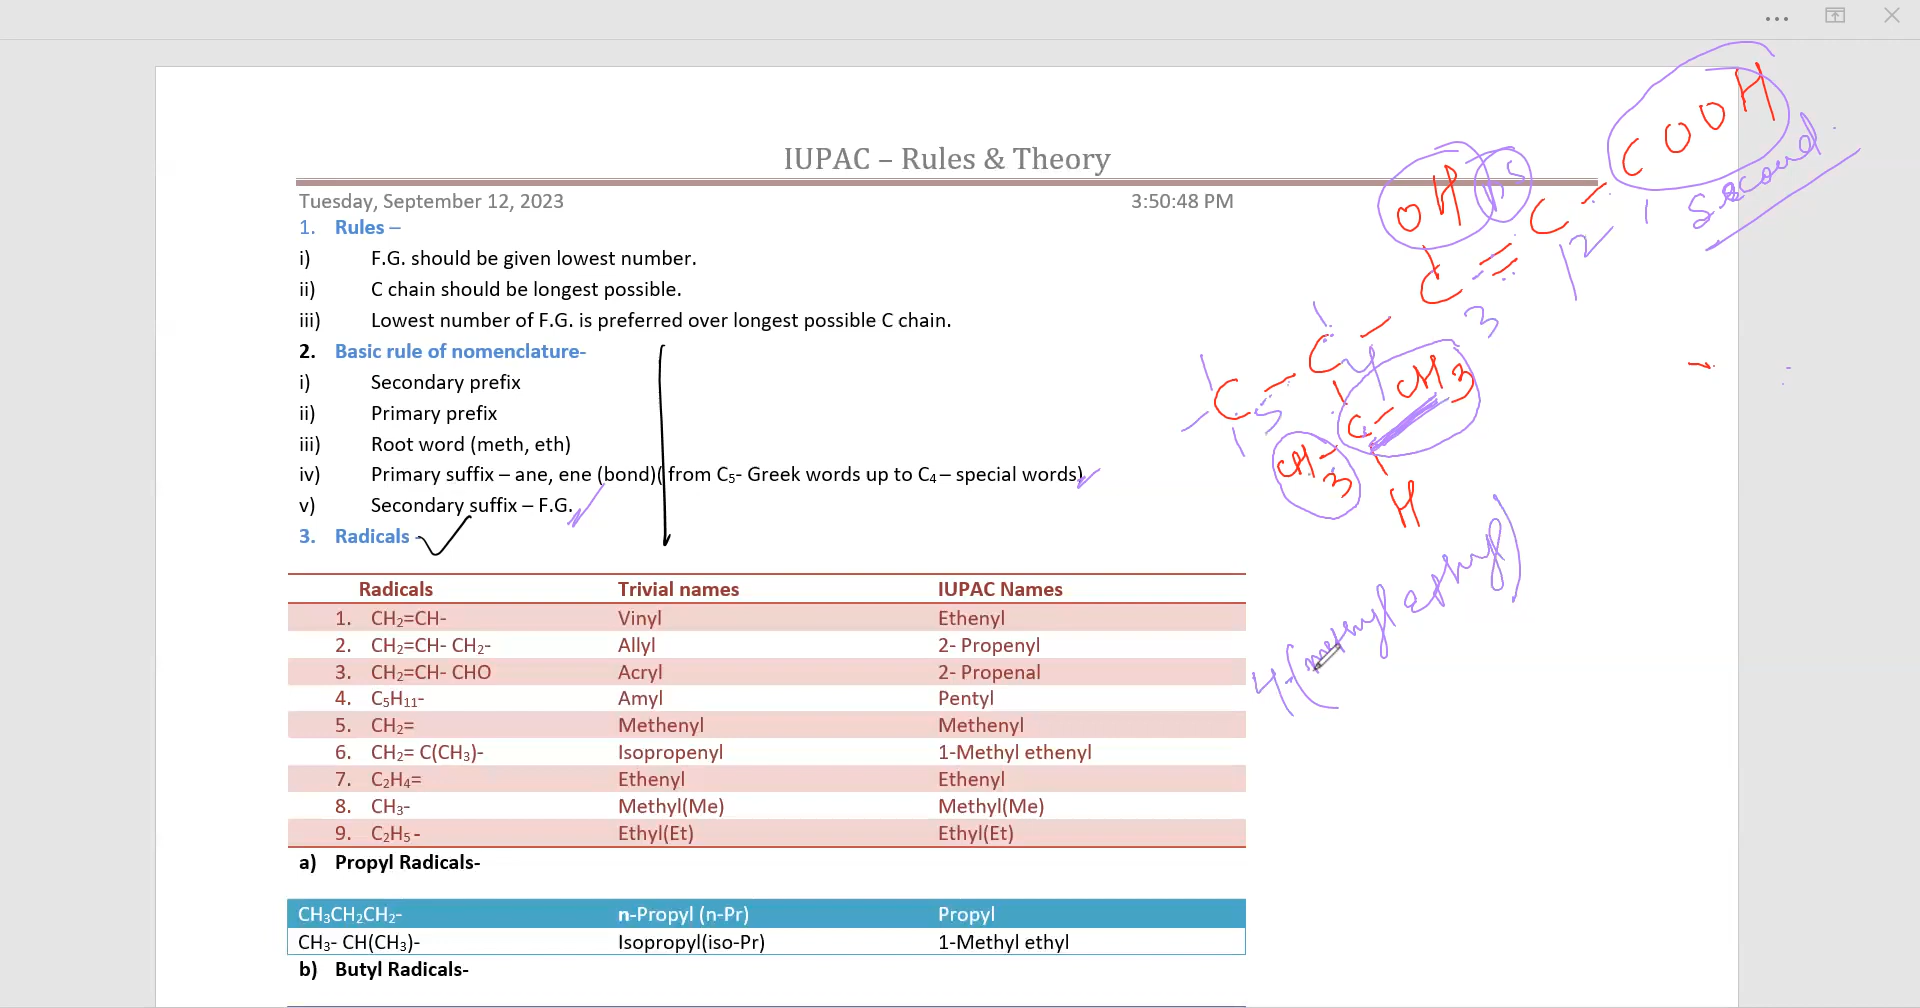 IUPAC – Rules & Theory
Tuesday, September 12, 2023 3:50:48 PM
1. Rules –
i) F.G. should be given lowest number.
ii) C chain should be longest possible.
iii) Lowest number of F.G. is preferred over longest possible C chain.
2. Basic rule of nomenclature-
i) Secondary prefix
ii) Primary prefix
iii) Root word (meth, eth)
iv) Primary suffix – ane, ene (bond)( from C₅- Greek words up to C₄ – special words)
v) Secondary suffix – F.G.
3. Radicals -
Radicals Trivial names IUPAC Names
1. CH₂=CH- Vinyl Ethenyl
2. CH₂=CH- CH₂- Allyl 2- Propenyl
3. CH₂=CH- CHO Acryl 2- Propenal
4. C₅H₁₁- Amyl Pentyl
5. CH₂= Methenyl Methenyl
6. CH₂= C(CH₃)- Isopropenyl 1-Methyl ethenyl
7. C₂H₄= Ethenyl Ethenyl
8. CH₃- Methyl(Me) Methyl(Me)
9. C₂H₅ - Ethyl(Et) Ethyl(Et)
a) Propyl Radicals-
CH₃CH₂CH₂- n-Propyl (n-Pr) Propyl
CH₃- CH(CH₃)- Isopropyl(iso-Pr) 1-Methyl ethyl
b) Butyl Radicals-
COOH
Second
OH
C 1
C 2
C 3
C 4
C 5
C - CH3
CH3
H